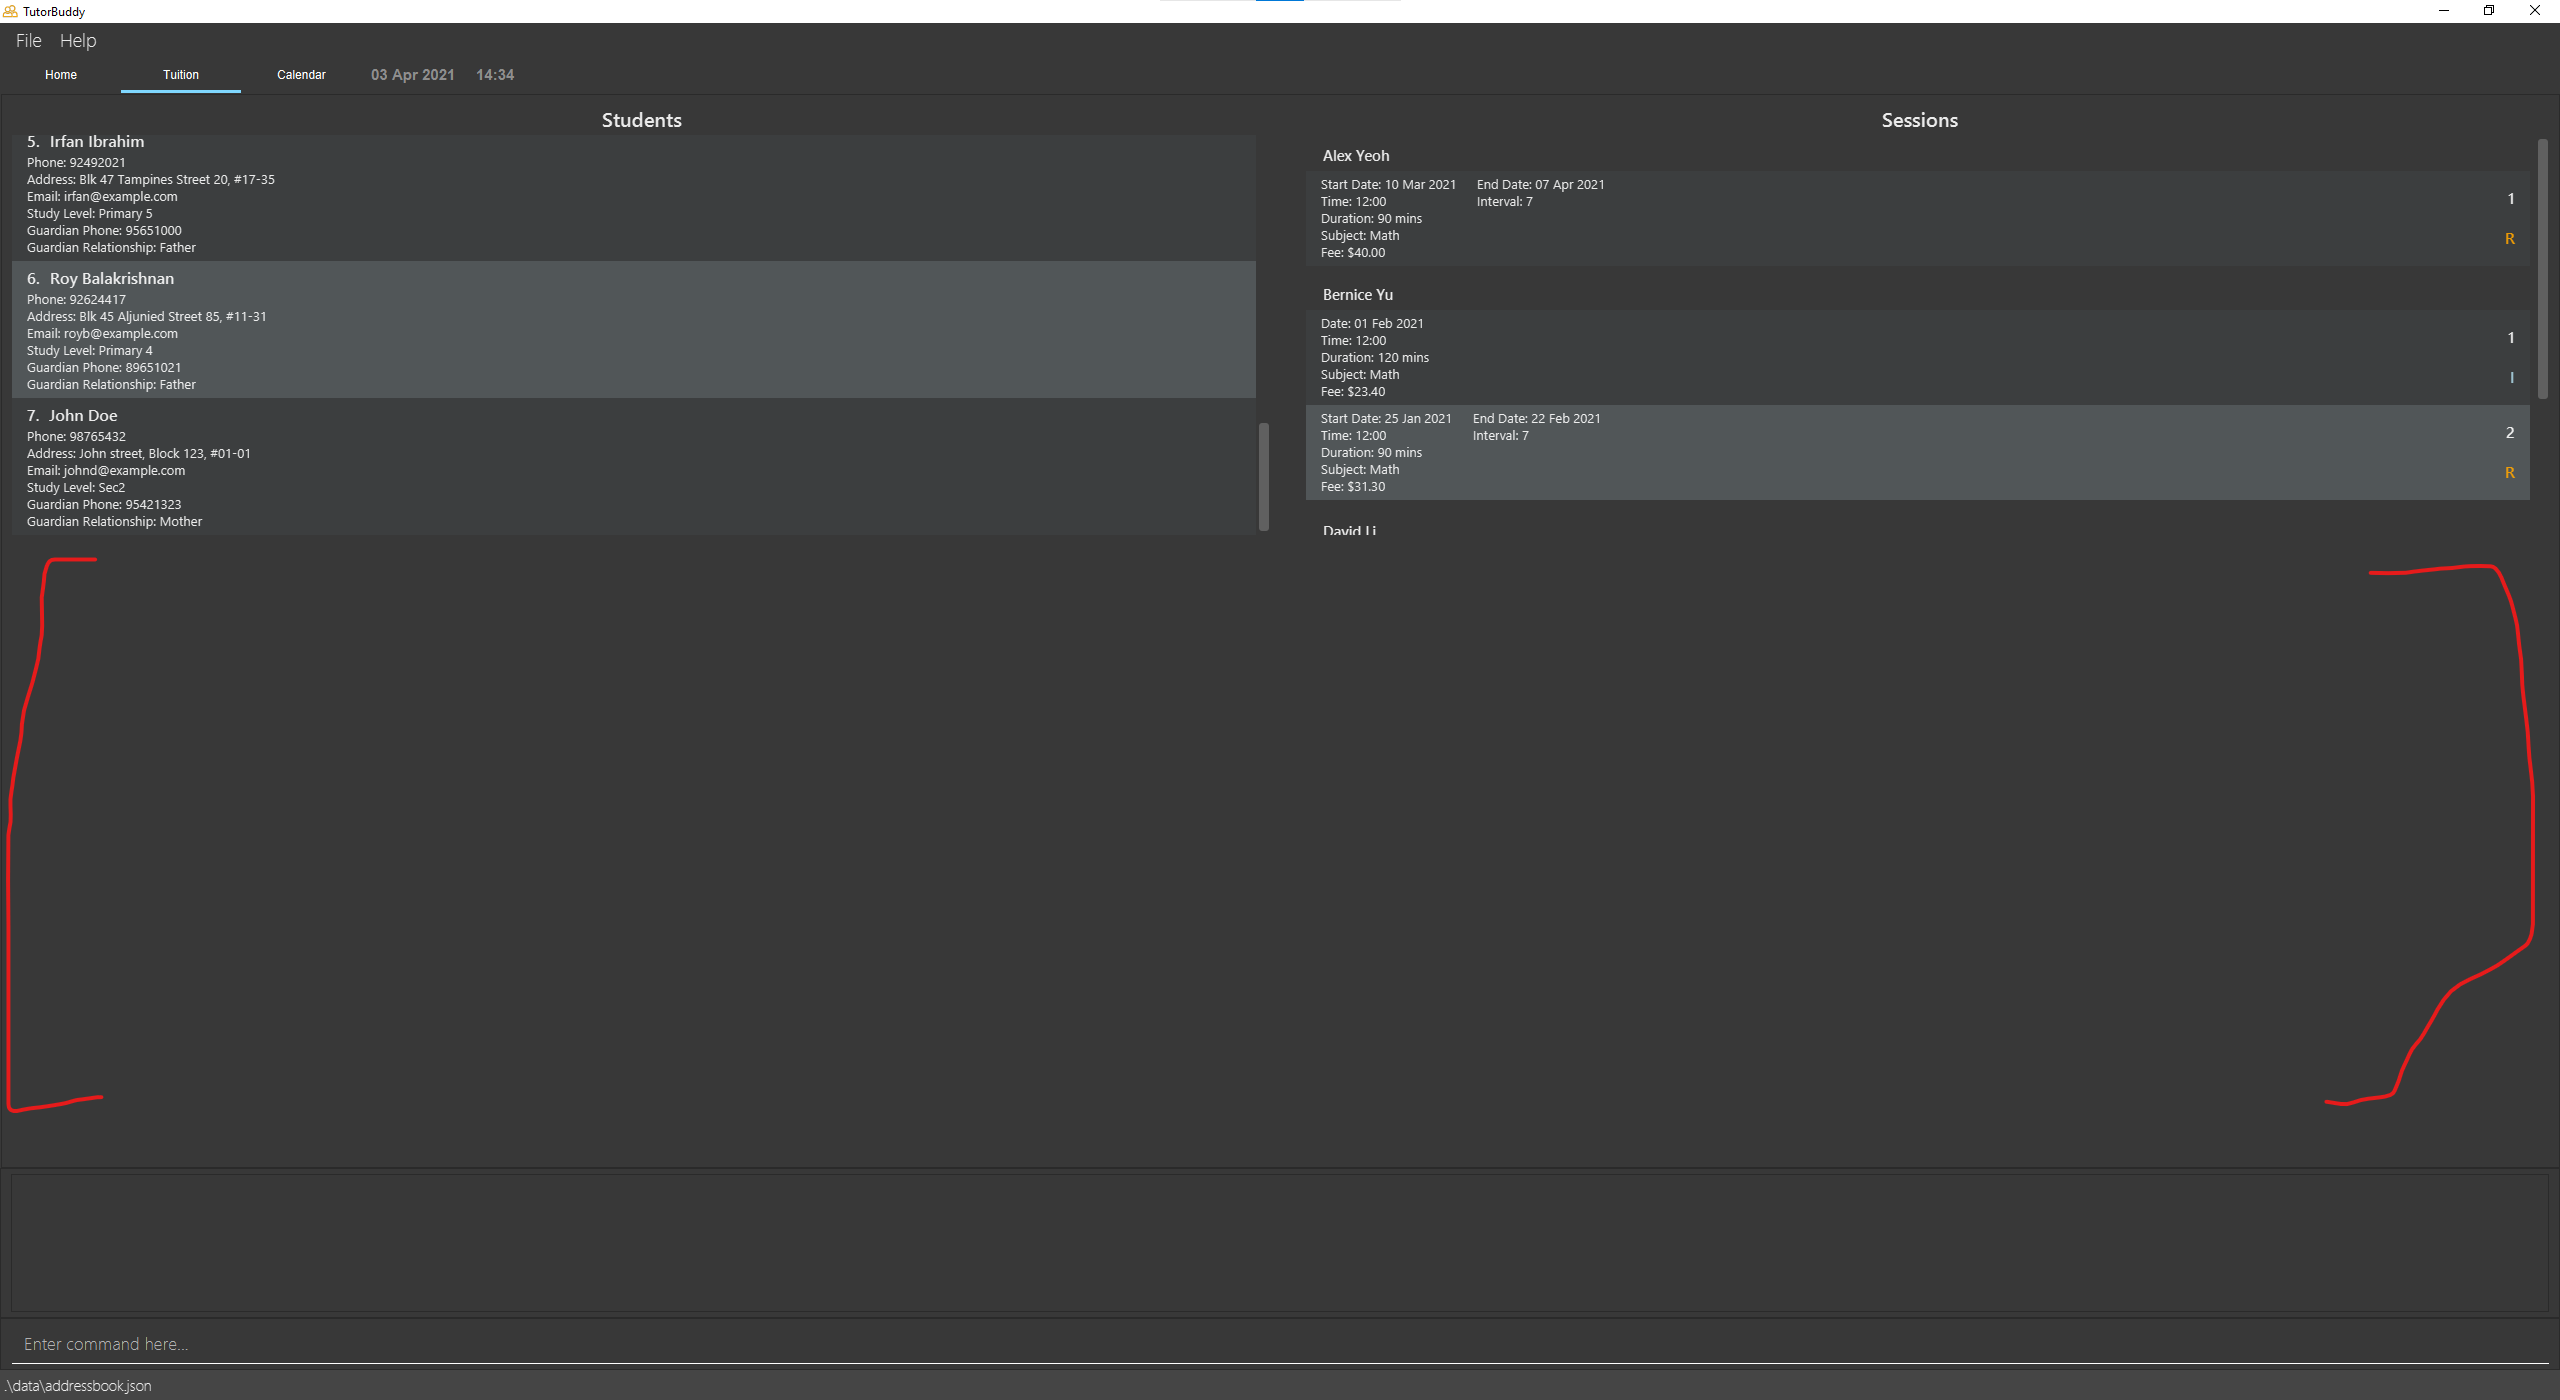 TutorBuddy
File Help
Home Tuition Calendar 03 Apr 2021 14:34
Students
5. Irfan Ibrahim
Phone: 92492021
Address: Blk 47 Tampines Street 20, #17-35
Email: irfan@example.com
Study Level: Primary 5
Guardian Phone: 95651000
Guardian Relationship: Father
6. Roy Balakrishnan
Phone: 92624417
Address: Blk 45 Aljunied Street 85, #11-31
Email: royb@example.com
Study Level: Primary 4
Guardian Phone: 89651021
Guardian Relationship: Father
7. John Doe
Phone: 98765432
Address: John street, Block 123, #01-01
Email: johnd@example.com
Study Level: Sec2
Guardian Phone: 95421323
Guardian Relationship: Mother
Sessions
Alex Yeoh
Start Date: 10 Mar 2021 End Date: 07 Apr 2021
Time: 12:00 Interval: 7
1
Duration: 90 mins
Subject: Math
R
Fee: $40.00
Bernice Yu
Date: 01 Feb 2021
Time: 12:00
1
Duration: 120 mins
Subject: Math
I
Fee: $23.40
Start Date: 25 Jan 2021 End Date: 22 Feb 2021
Time: 12:00 Interval: 7
2
Duration: 90 mins
Subject: Math
R
Fee: $31.30
David Li
Enter command here...
.\data\addressbook.json